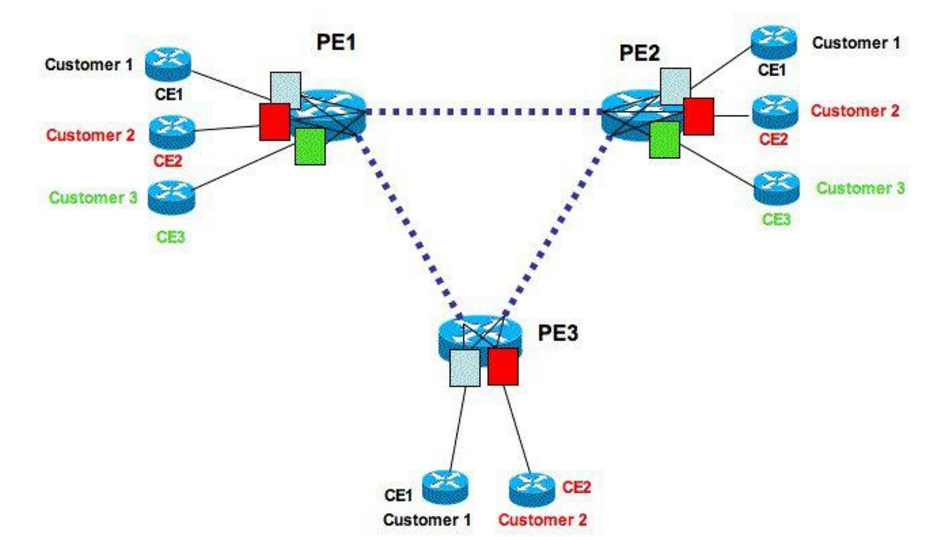 PE1
PE2
Customer 1
CE1
Customer 2
CE2
Customer 3
CE3
Customer 1
CE1
Customer 2
CE2
Customer 3
CE3
PE3
CE1
Customer 1
CE2
Customer 2